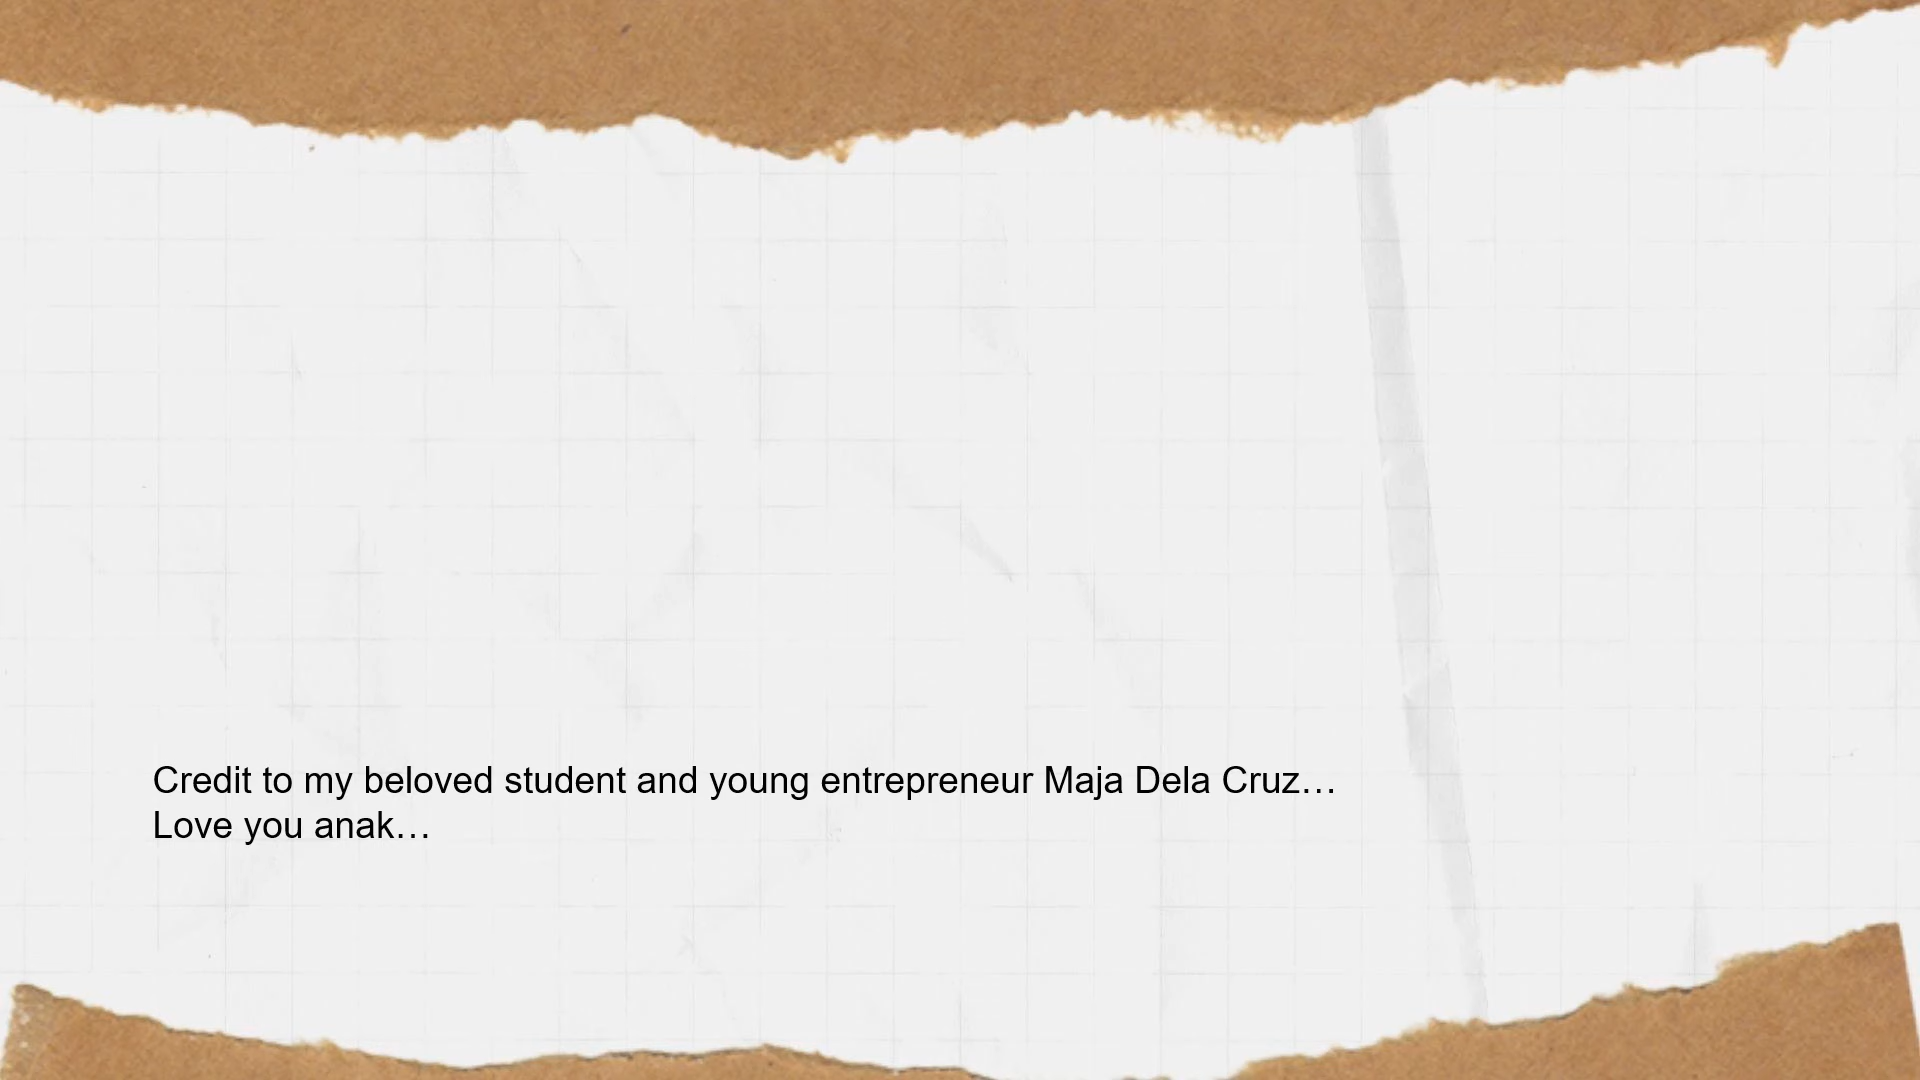 Credit to my beloved student and young entrepreneur Maja Dela Cruz…
Love you anak…